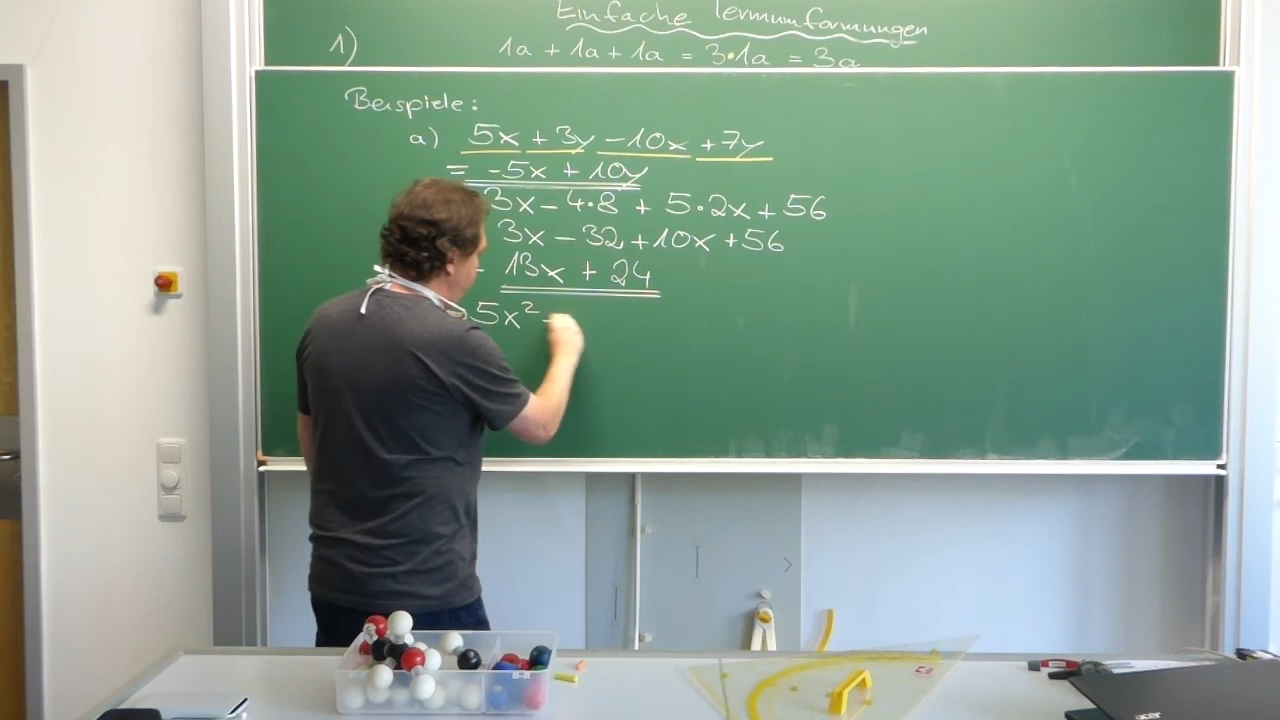 Einfache Termumformungen
1) 1a + 1a + 1a = 3·1a = 3a
Beispiele:
a) 5x + 3y - 10x + 7y
= -5x + 10y
3x - 4·8 + 5·2x + 56
3x - 32 + 10x + 56
13x + 24
5x² -
acer